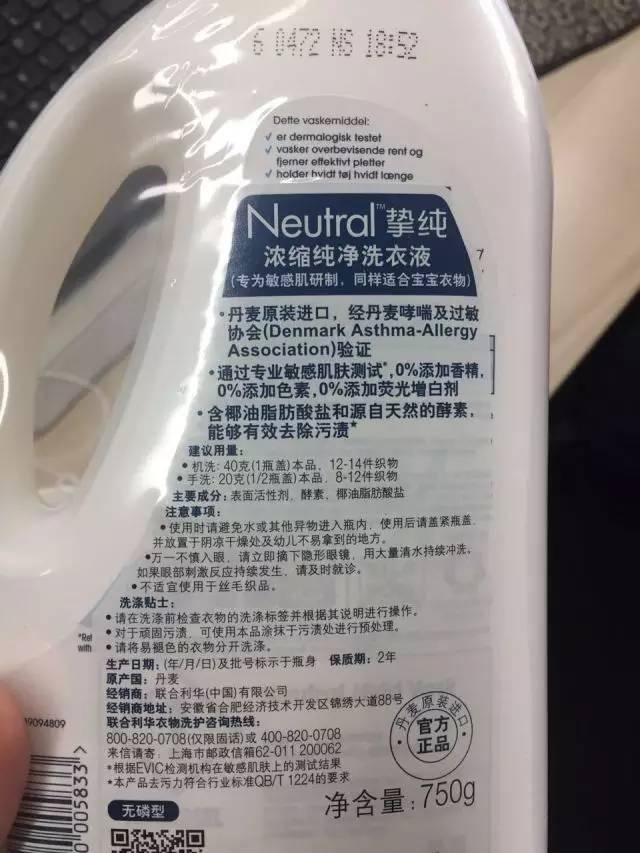 6 0472 NS 18:52
Dette vaskemiddel:
✓ er dermalogisk testet
✓ vasker overbevisende rent og
fjerner effektivt pletter
✓ holder hvidt tøj hvidt længe
Neutral™ 挚纯
浓缩纯净洗衣液
(专为敏感肌研制，同样适合宝宝衣物)
7
•丹麦原装进口，经丹麦哮喘及过敏
协会(Denmark Asthma-Allergy
Association)验证
•通过专业敏感肌肤测试*,0%添加香精,
0%添加色素,0%添加荧光增白剂
•含椰油脂肪酸盐和源自天然的酵素，
能够有效去除污渍*
建议用量：
•机洗: 40克(1瓶盖)本品, 12-14件织物
•手洗: 20克(1/2瓶盖)本品, 8-12件织物
主要成分: 表面活性剂、酵素、椰油脂肪酸盐
注意事项：
•使用时请避免水或其他异物进入瓶内，使用后请盖紧瓶盖，
并放置于阴凉干燥处及幼儿不易拿到的地方。
•万一不慎入眼，请立即摘下隐形眼镜，用大量清水持续冲洗，
如果眼部刺激反应持续发生，请及时就诊。
•不适宜使用于丝毛织品。
洗涤贴士：
•请在洗涤前检查衣物的洗涤标签并根据其说明进行操作。
•对于顽固污渍，可使用本品涂抹于污渍处进行预处理。
•请将易褪色的衣物分开洗涤。
*Ref
with
生产日期: (年/月/日)及批号标示于瓶身 保质期: 2年
原产国: 丹麦
经销商: 联合利华(中国)有限公司
经销商地址: 安徽省合肥经济技术开发区锦绣大道88号
联合利华衣物洗护咨询热线:
800-820-0708(仅限固话) 或 400-820-0708
来信请寄: 上海市邮政信箱62-011 200062
*根据EVIC检测机构在敏感肌肤上的测试结果
*本产品去污力符合行业标准QB/T 1224的要求
丹麦原装进口
官方
正品
9094809
0 005833 >
无磷型
净含量: 750g